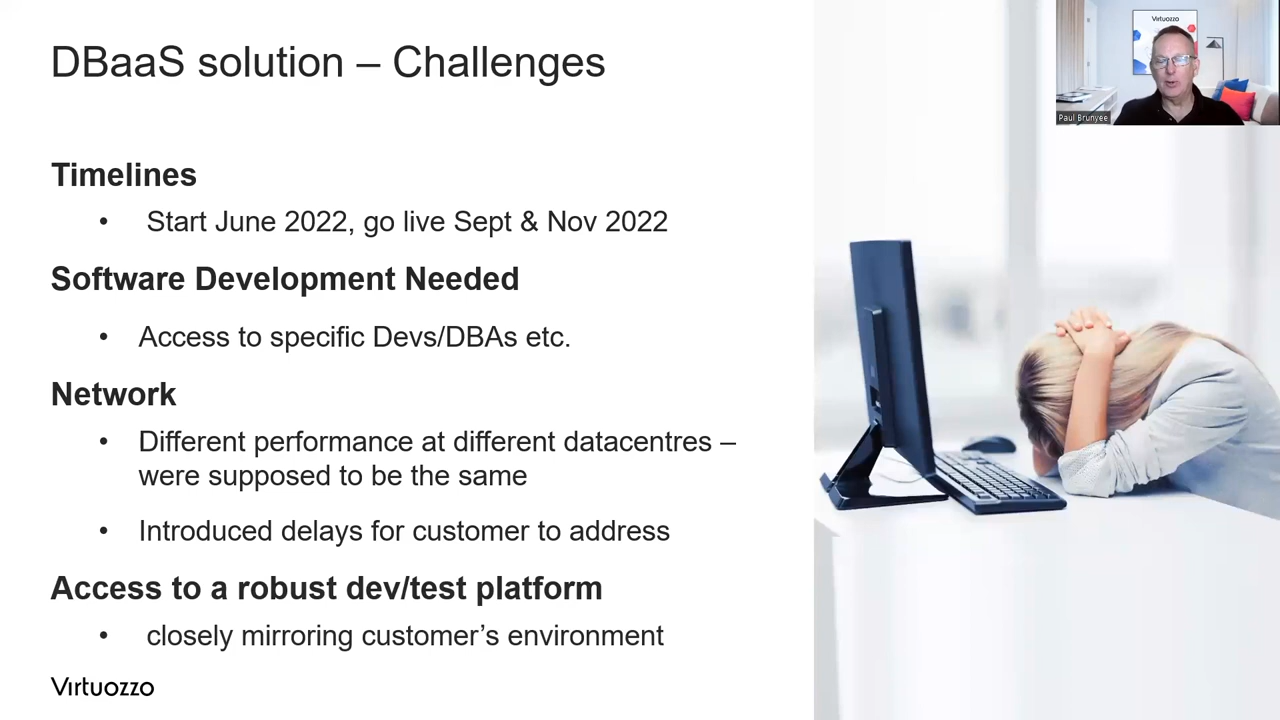 DBaaS solution – Challenges
Virtuozzo
Paul Brunyee
Timelines
• Start June 2022, go live Sept & Nov 2022
Software Development Needed
• Access to specific Devs/DBAs etc.
Network
• Different performance at different datacentres –
were supposed to be the same
• Introduced delays for customer to address
Access to a robust dev/test platform
• closely mirroring customer’s environment
Virtuozzo